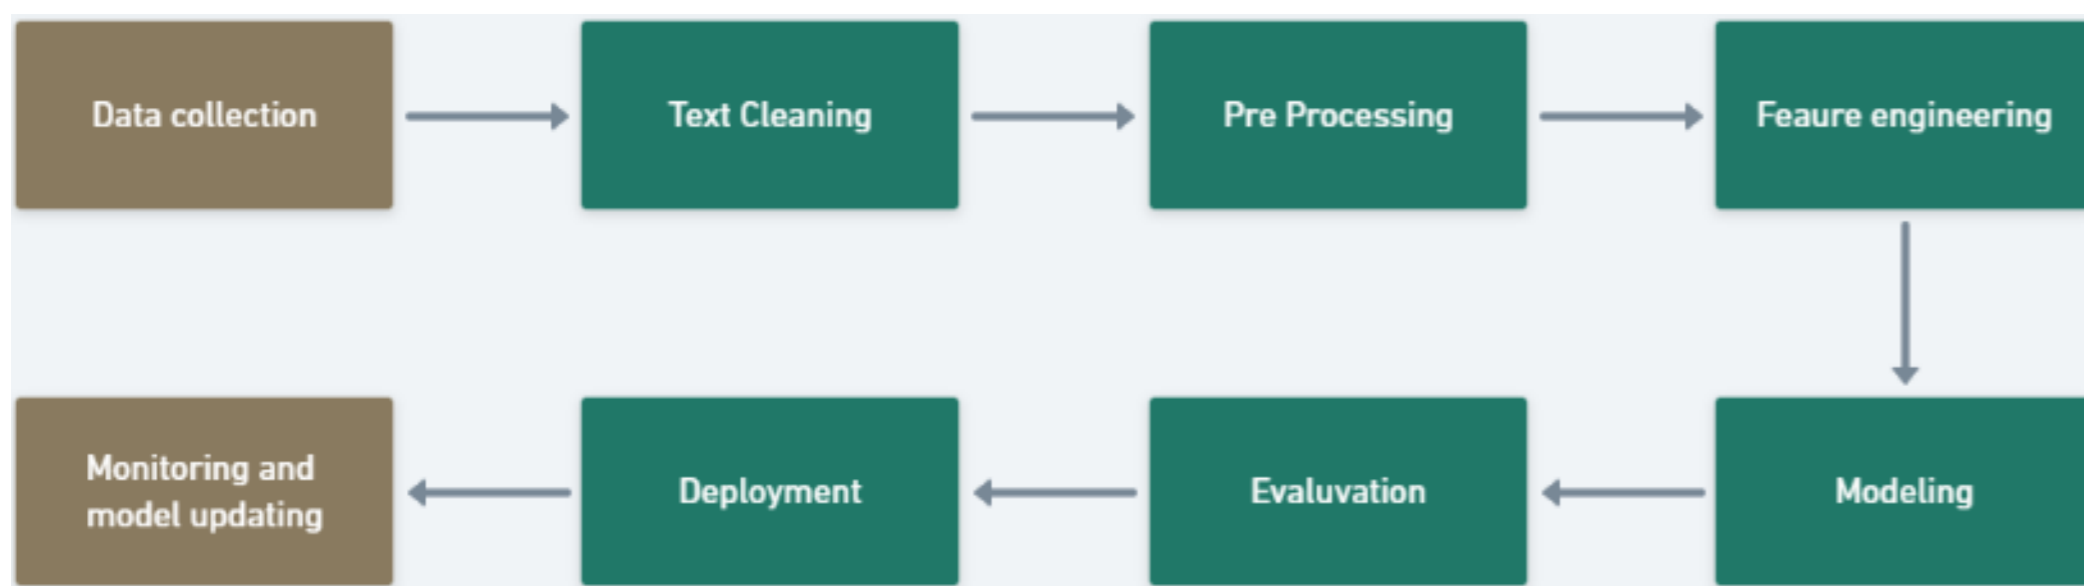 Data collection
Text Cleaning
Pre Processing
Feaure engineering
Monitoring and
model updating
Deployment
Evaluvation
Modeling